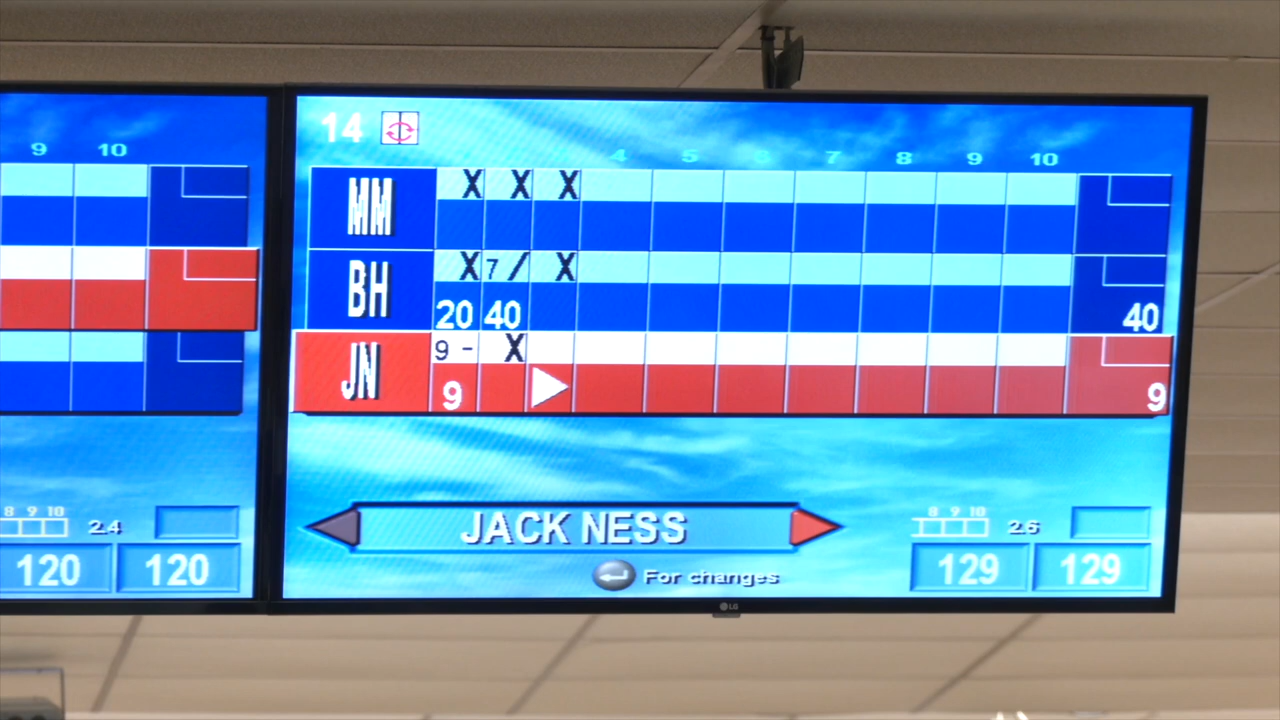 9 10
14
4 5 6 7 8 9 10
MM X X X
BH X 7 / X
20 40 40
JN 9 - X
9 9
8 9 10
2.4
120 120
JACK NESS
For changes
8 9 10
2.6
129 129
LG